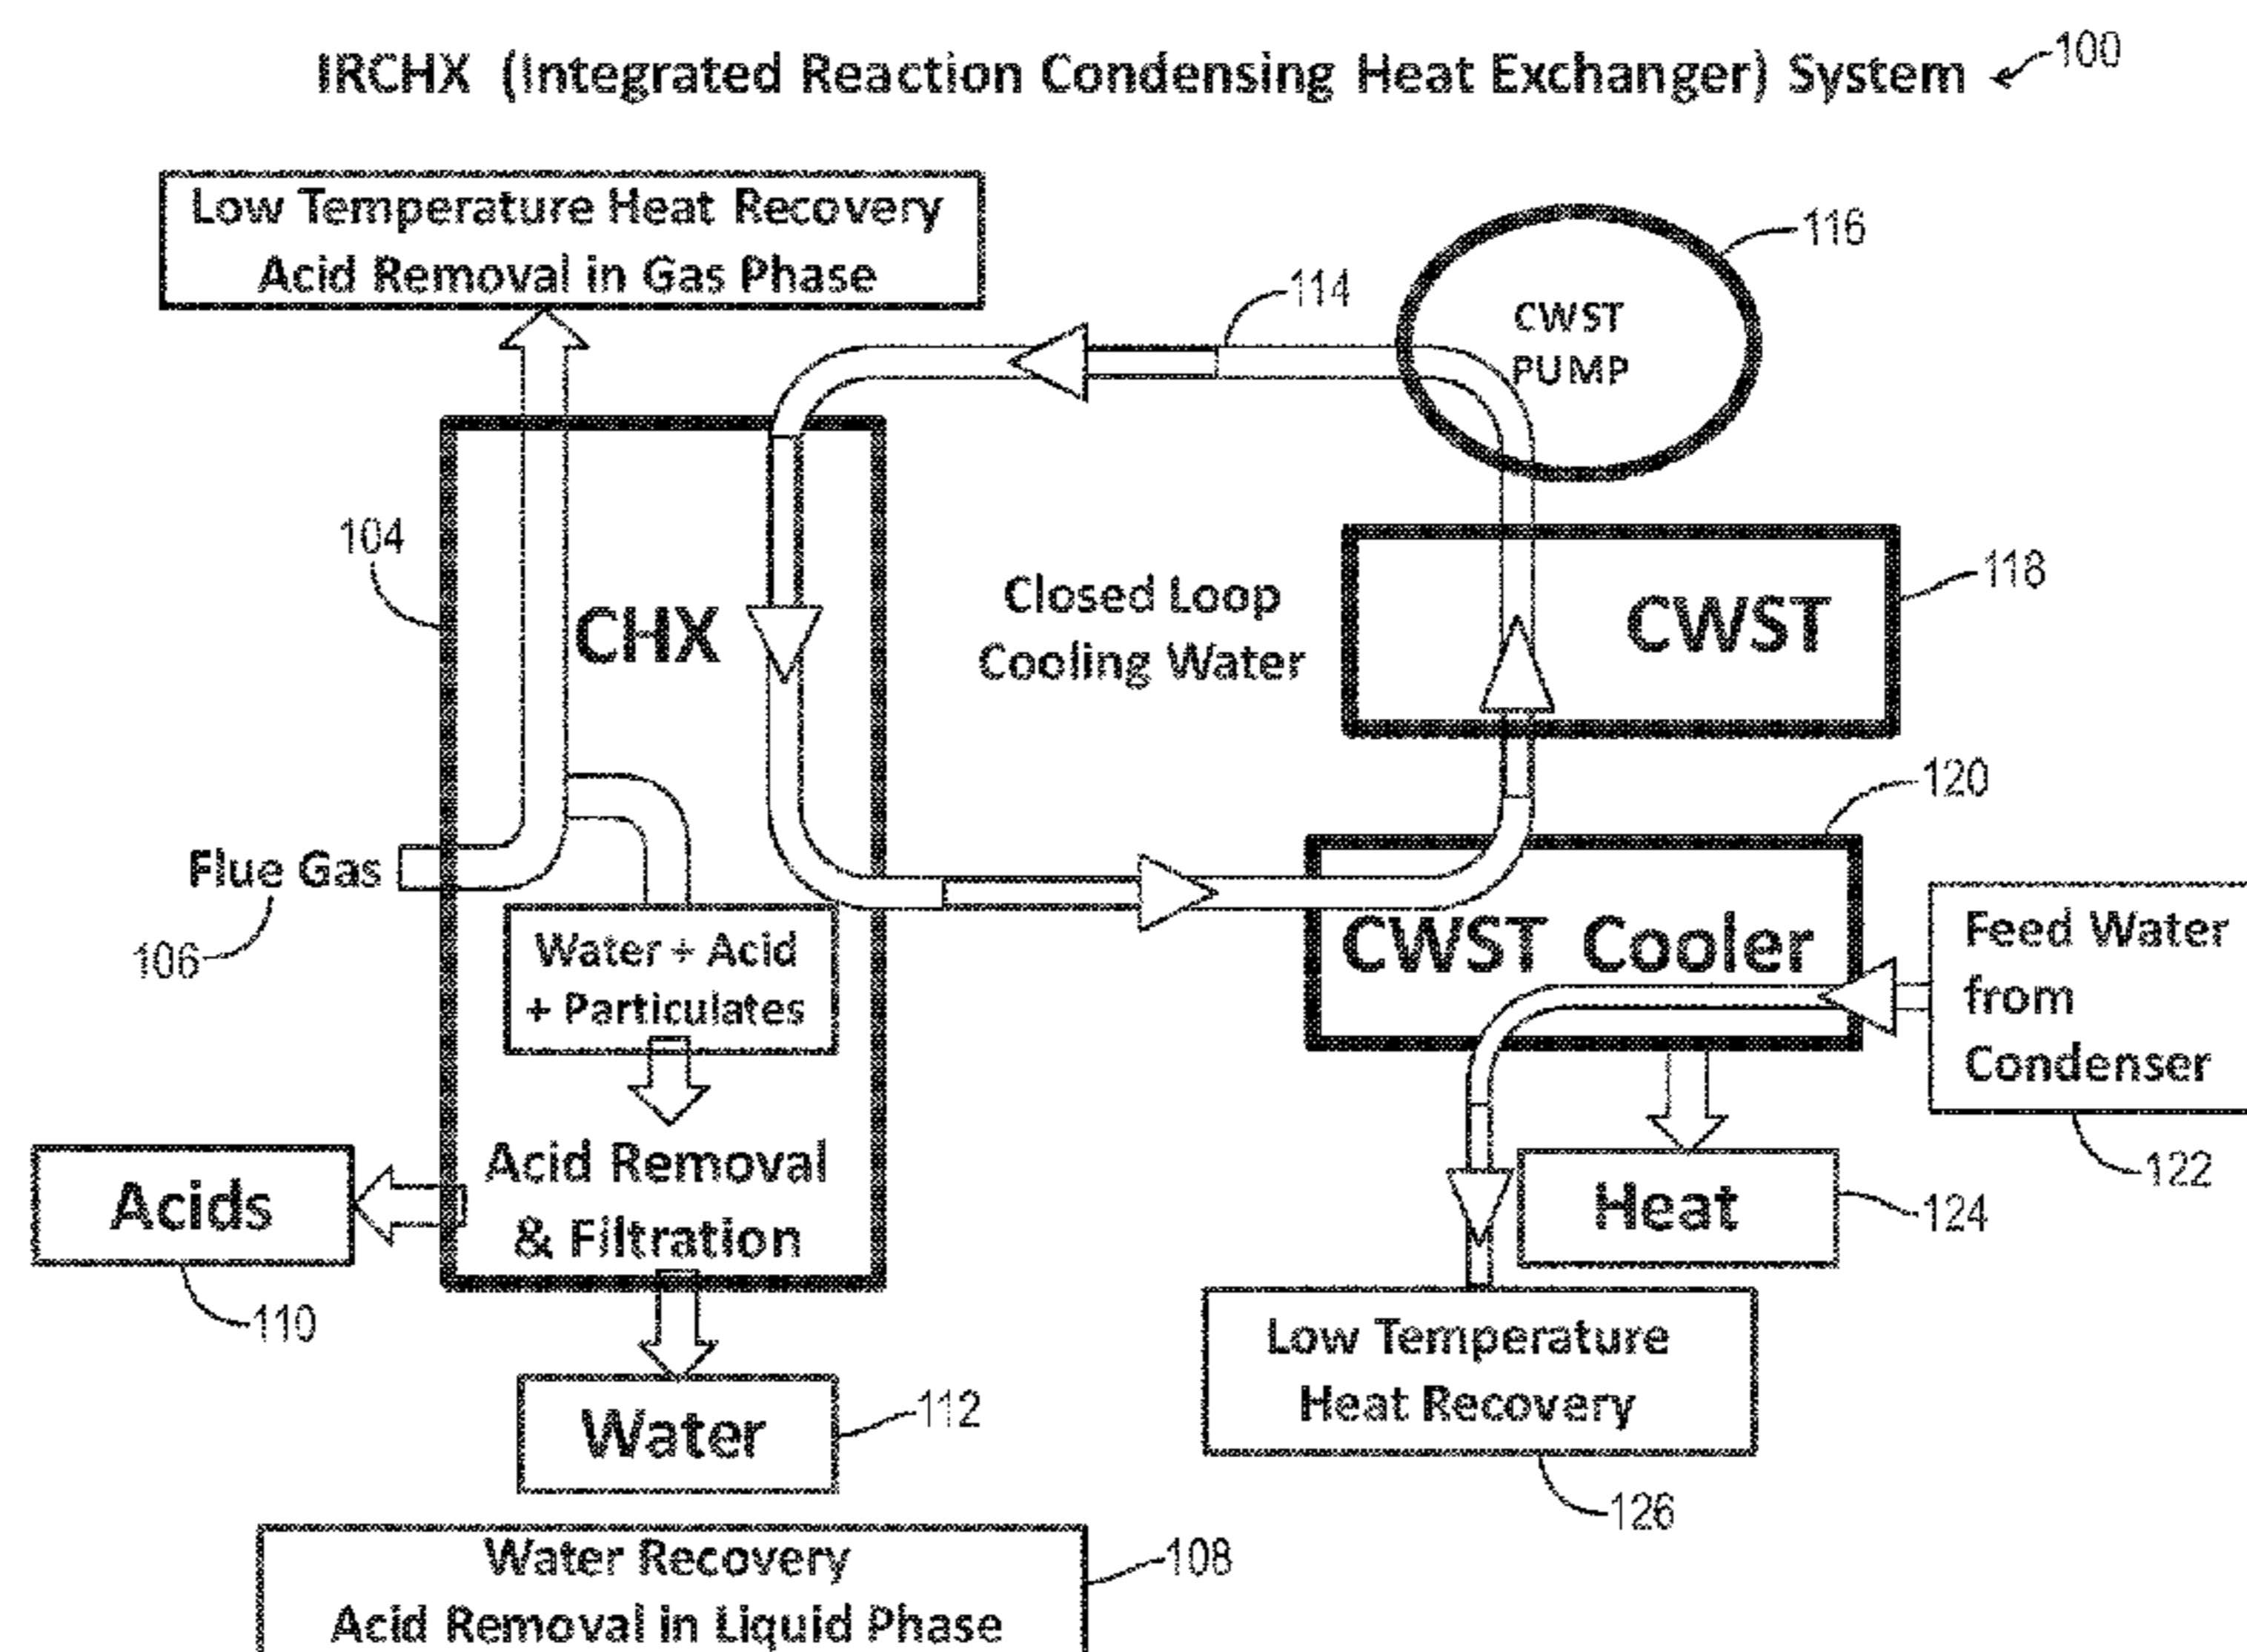 IRCHX (Integrated Reaction Condensing Heat Exchanger) System
100
Low Temperature Heat Recovery
Acid Removal in Gas Phase
116
114
CWST
PUMP
104
CHX
Closed Loop
Cooling Water
118
CWST
120
Flue Gas
106
Water + Acid
+ Particulates
CWST Cooler
Feed Water
from
Condenser
122
Acid Removal
& Filtration
Acids
110
Heat
124
Water
112
Low Temperature
Heat Recovery
126
Water Recovery
Acid Removal in Liquid Phase
108